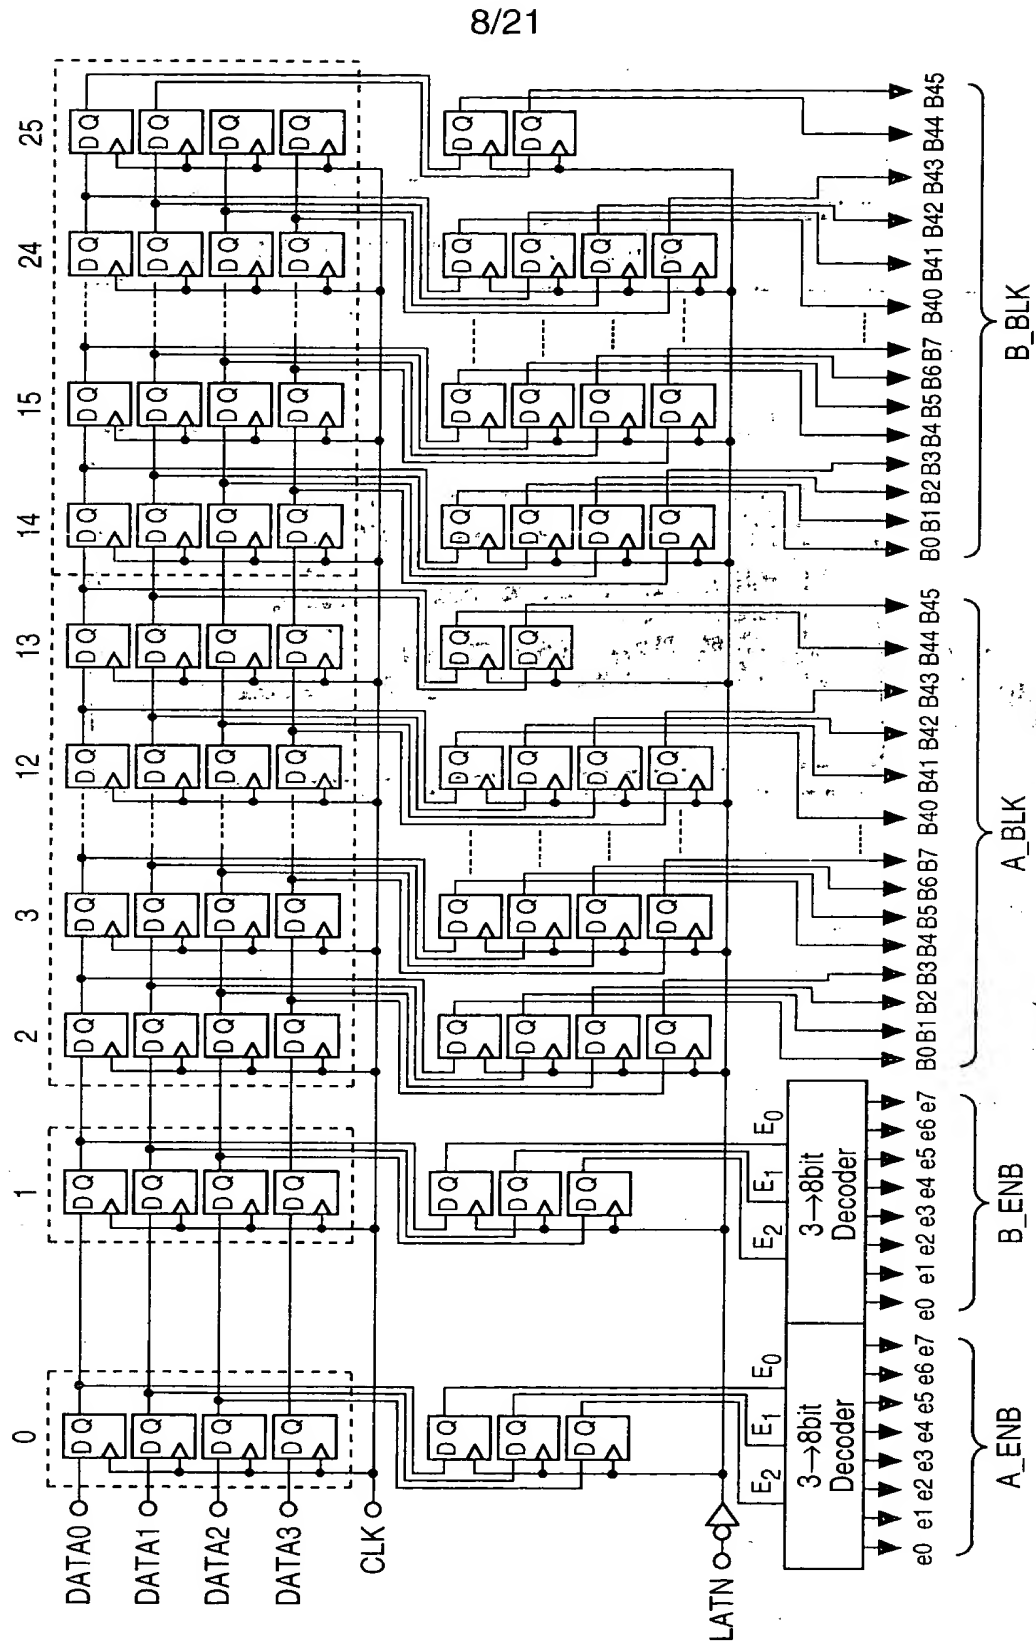 8/21
0 1 2 3 12 13 14 15 24 25
DATA0 D Q D Q D Q D Q D Q D Q D Q D Q D Q D Q
DATA1 D Q D Q D Q D Q D Q D Q D Q D Q D Q D Q
DATA2 D Q D Q D Q D Q D Q D Q D Q D Q D Q D Q
DATA3 D Q D Q D Q D Q D Q D Q D Q D Q D Q D Q
CLK
D Q D Q D Q D Q D Q D Q D Q D Q D Q D Q
D Q D Q D Q D Q D Q D Q D Q D Q D Q D Q
D Q D Q D Q D Q D Q D Q D Q D Q
D Q D Q D Q D Q D Q D Q
LATN
E2 E1 E0 E2 E1 E0
3→8bit
Decoder
3→8bit
Decoder
e0 e1 e2 e3 e4 e5 e6 e7
e0 e1 e2 e3 e4 e5 e6 e7
B0 B1 B2 B3 B4 B5 B6 B7 B40 B41 B42 B43 B44 B45
B0 B1 B2 B3 B4 B5 B6 B7 B40 B41 B42 B43 B44 B45
A_ENB
B_ENB
A_BLK
B_BLK